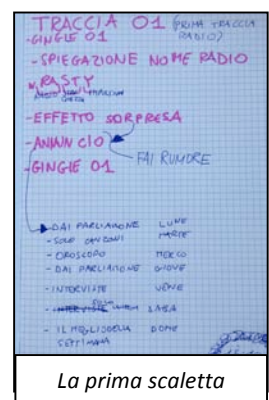 TRACCIA 01 (PRIMA TRACCIA RADIO)
-GINGLE 01
-SPIEGAZIONE NOME RADIO
RASTY
-EFFETTO SORPRESA
-ANNUNCIO
FAI RUMORE
-GINGLE 01
DAI PARLIAMONE LUNE
-SOLO CANZONI MARTE
-OROSCOPO MERCO
-DAI PARLIAMONE GIOVE
-INTERVISTE VENE
SABA
-IL MEGLIO DELLA SETTIMANA DOME
La prima scaletta